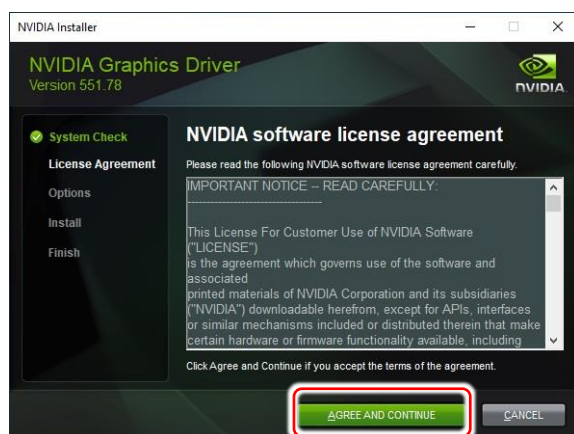 NVIDIA Installer
NVIDIA Graphics Driver
Version 551.78
NVIDIA
System Check
License Agreement
Options
Install
Finish
NVIDIA software license agreement
Please read the following NVIDIA software license agreement carefully.
IMPORTANT NOTICE -- READ CAREFULLY:
-----------------------------------
This License For Customer Use of NVIDIA Software
("LICENSE")
is the agreement which governs use of the software and
associated
printed materials of NVIDIA Corporation and its subsidiaries
("NVIDIA") downloadable herefrom, except for APIs, interfaces
or similar mechanisms included or distributed therein that make
certain hardware or firmware functionality available, including
Click Agree and Continue if you accept the terms of the agreement.
AGREE AND CONTINUE
CANCEL